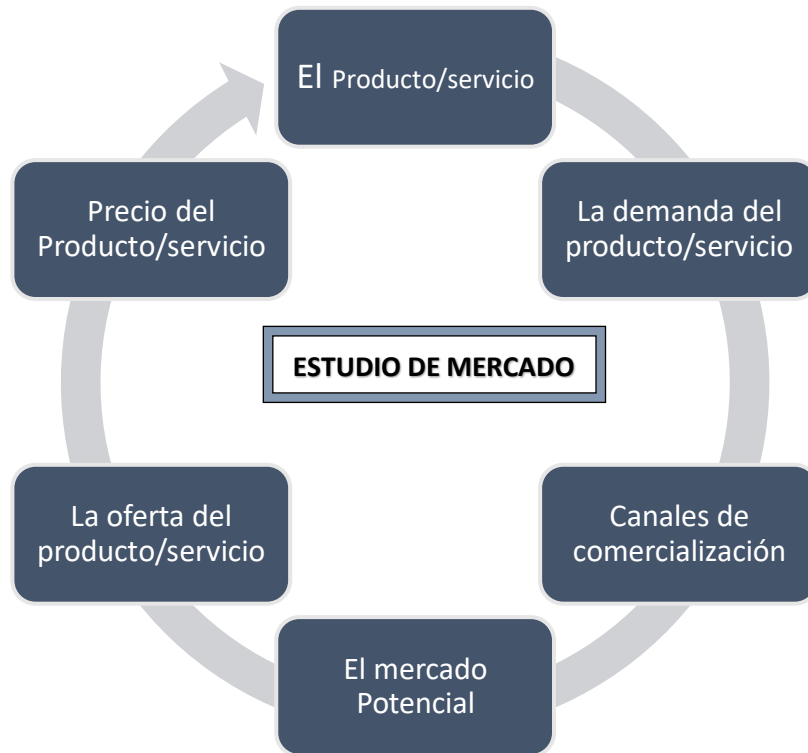 El Producto/servicio
La demanda del
producto/servicio
Canales de
comercialización
El mercado
Potencial
La oferta del
producto/servicio
Precio del
Producto/servicio
ESTUDIO DE MERCADO